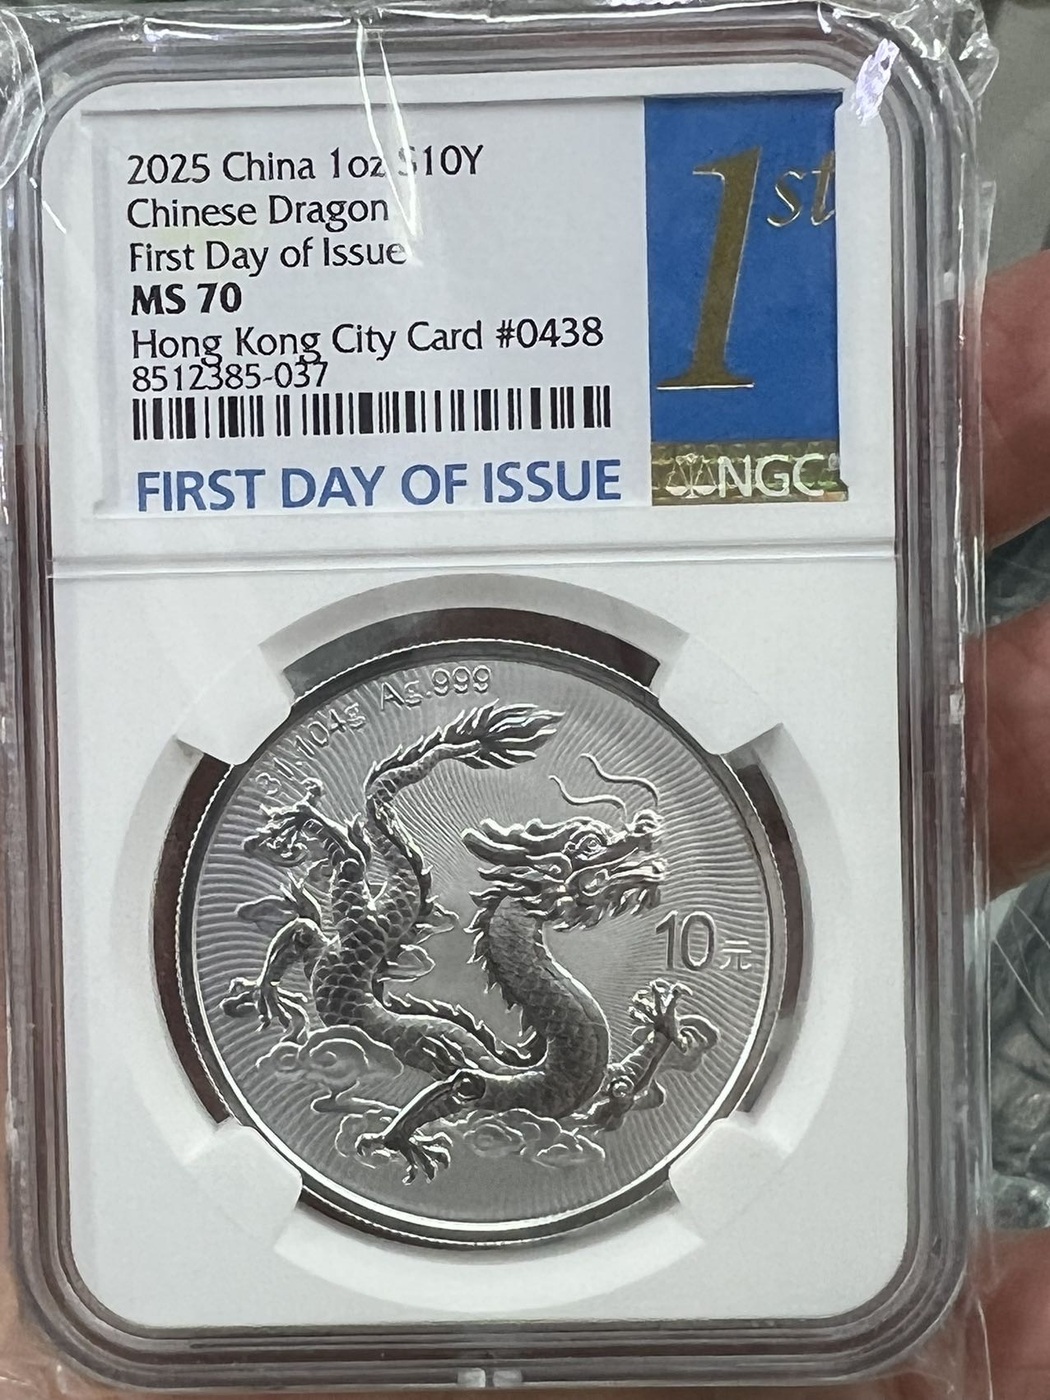 2025 China 1oz S10Y
Chinese Dragon
First Day of Issue
MS 70
Hong Kong City Card #0438
8512385-037
FIRST DAY OF ISSUE
1st
NGC
31.104g Ag.999
10元